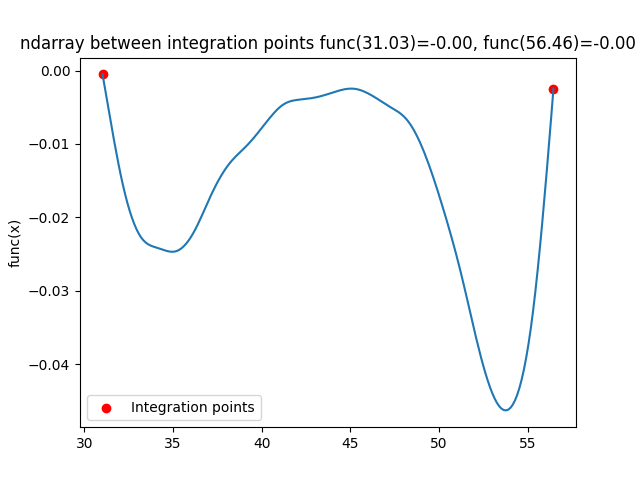 ndarray between integration points func(31.03)=-0.00, func(56.46)=-0.00
0.00
−0.01
−0.02
−0.03
−0.04
func(x)
Integration points
30 35 40 45 50 55